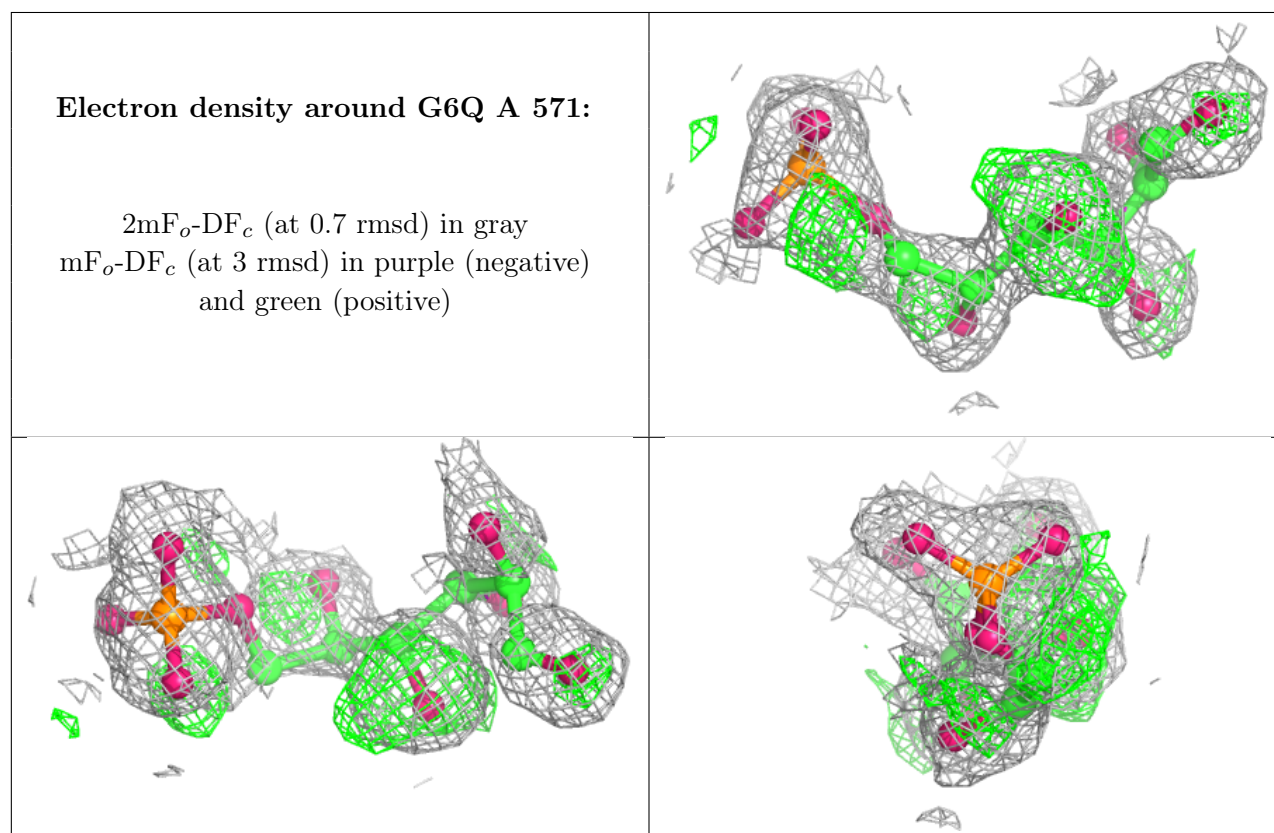 Electron density around G6Q A 571:
2mFo-DFc (at 0.7 rmsd) in gray
mFo-DFc (at 3 rmsd) in purple (negative)
and green (positive)